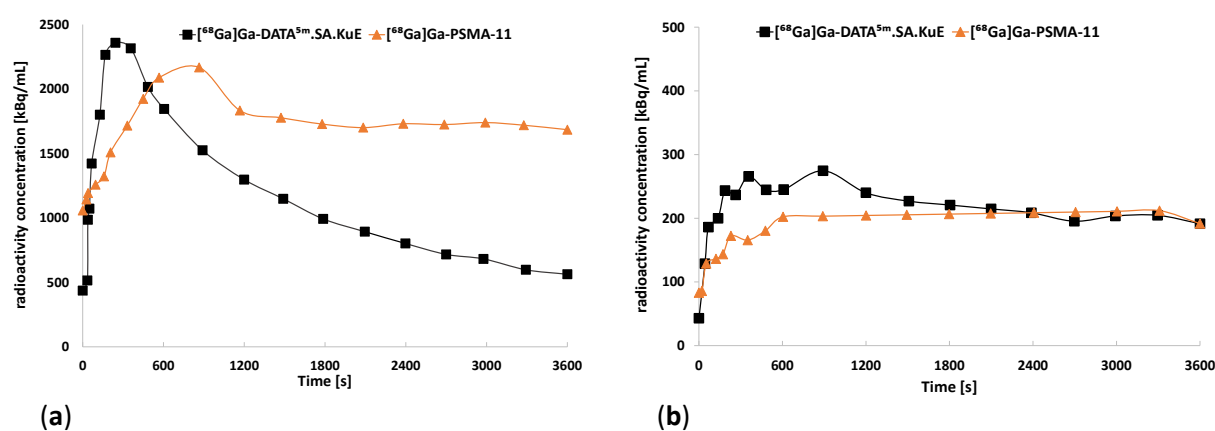 [⁶⁸Ga]Ga-DATA⁵ᵐ.SA.KuE [⁶⁸Ga]Ga-PSMA-11
radioactivity concentration [kBq/mL]
2500
2000
1500
1000
500
0
0 600 1200 1800 2400 3000 3600
Time [s]
(a)
[⁶⁸Ga]Ga-DATA⁵ᵐ.SA.KuE [⁶⁸Ga]Ga-PSMA-11
radioactivity concentration [kBq/mL]
500
400
300
200
100
0
0 600 1200 1800 2400 3000 3600
Time [s]
(b)